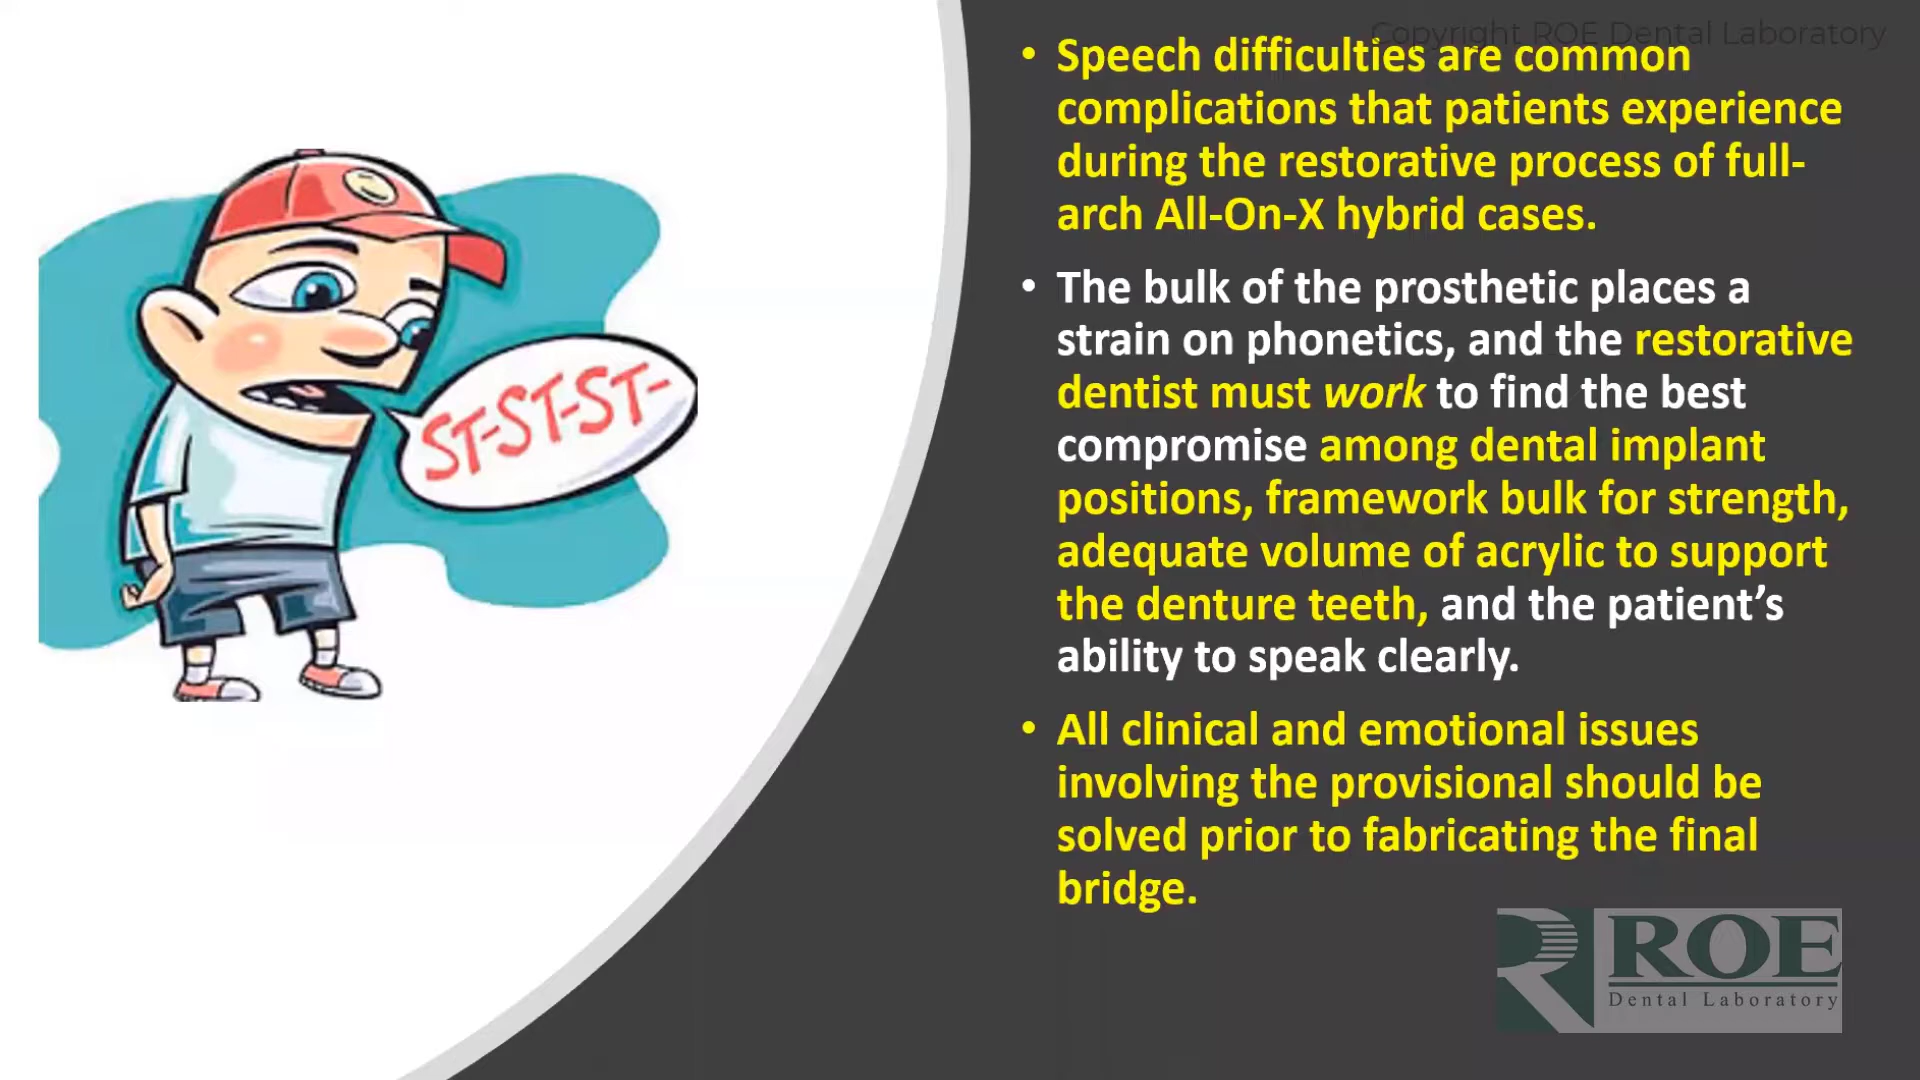 Copyright ROE Dental Laboratory
• Speech difficulties are common
complications that patients experience
during the restorative process of full-
arch All-On-X hybrid cases.
• The bulk of the prosthetic places a
strain on phonetics, and the restorative
dentist must work to find the best
compromise among dental implant
positions, framework bulk for strength,
adequate volume of acrylic to support
the denture teeth, and the patient’s
ability to speak clearly.
• All clinical and emotional issues
involving the provisional should be
solved prior to fabricating the final
bridge.
ST-ST-ST-
R ROE
Dental Laboratory